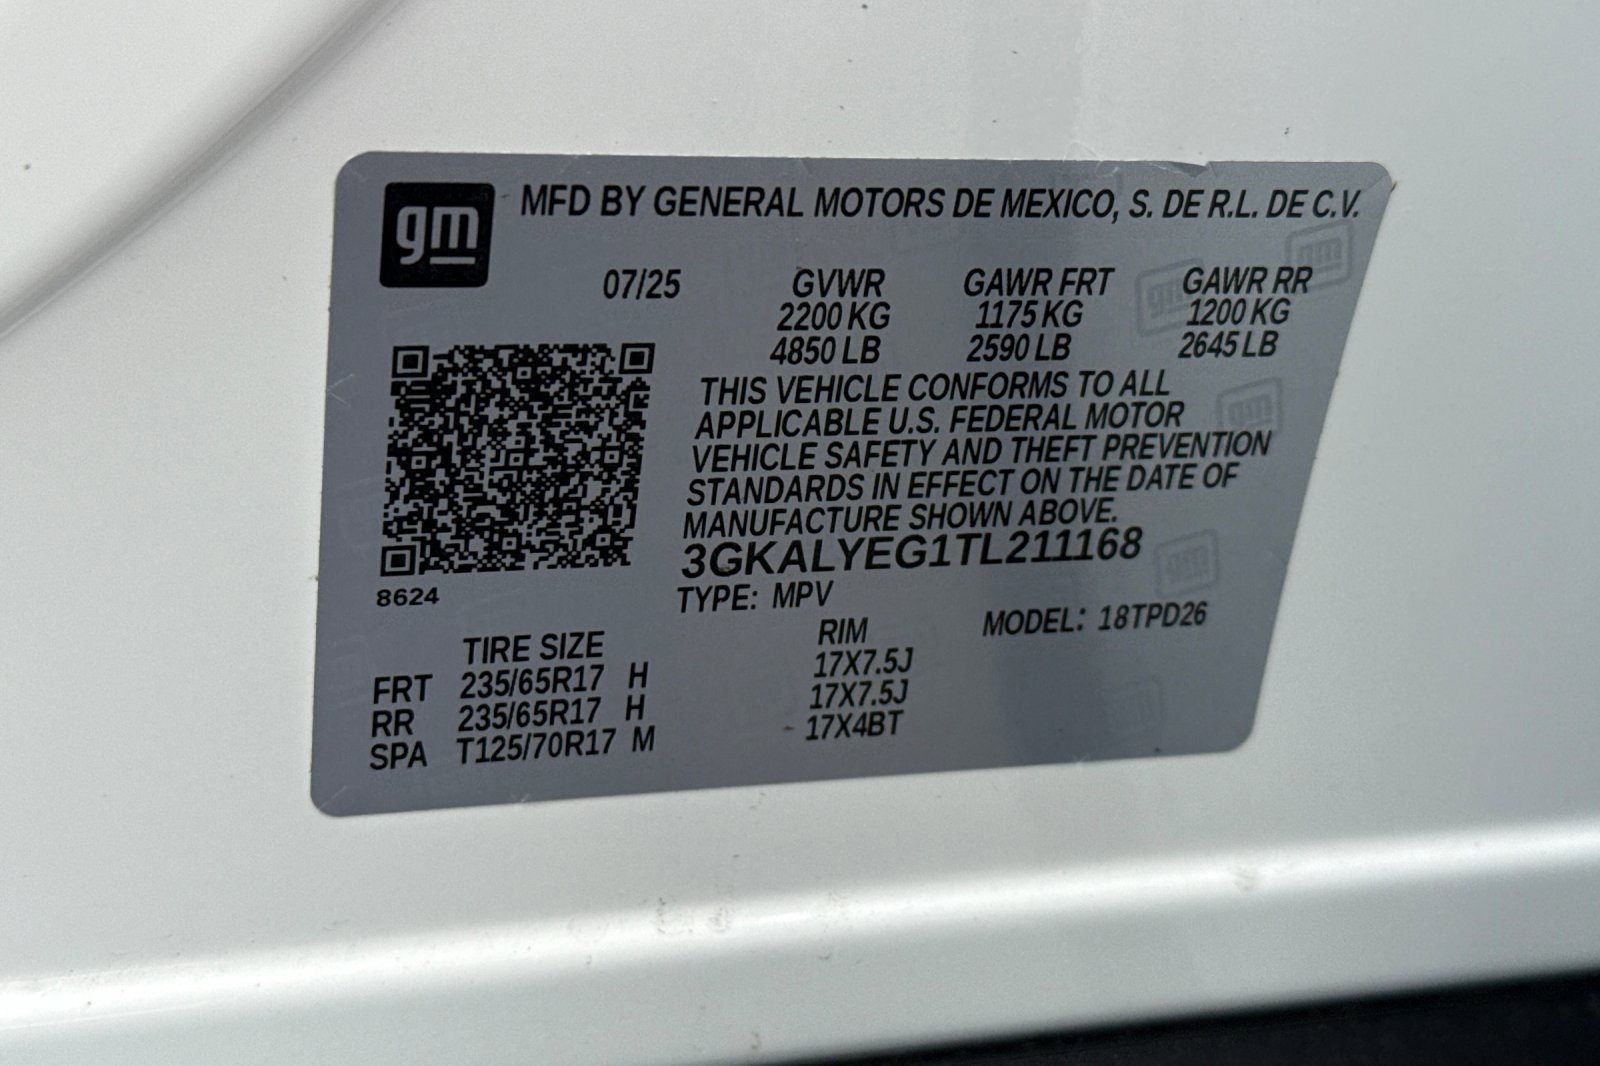 gm MFD BY GENERAL MOTORS DE MEXICO, S. DE R.L. DE C.V.
07/25 GVWR GAWR FRT GAWR RR
2200 KG 1175 KG 1200 KG
4850 LB 2590 LB 2645 LB
THIS VEHICLE CONFORMS TO ALL
APPLICABLE U.S. FEDERAL MOTOR
VEHICLE SAFETY AND THEFT PREVENTION
STANDARDS IN EFFECT ON THE DATE OF
MANUFACTURE SHOWN ABOVE.
3GKALYEG1TL211168
8624
TYPE: MPV MODEL: 18TPD26
TIRE SIZE RIM
FRT 235/65R17 H 17X7.5J
RR 235/65R17 H 17X7.5J
SPA T125/70R17 M 17X4BT